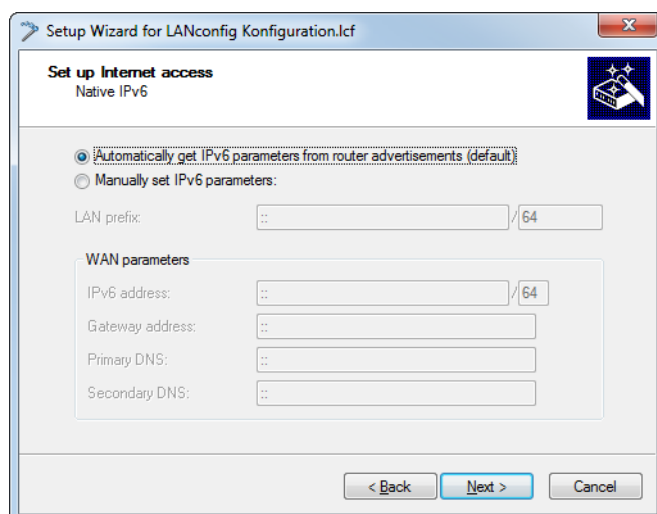 Setup Wizard for LANconfig Konfiguration.lcf
Set up Internet access
Native IPv6
Automatically get IPv6 parameters from router advertisements (default)
Manually set IPv6 parameters:
LAN prefix: :: / 64
WAN parameters
IPv6 address: :: / 64
Gateway address: ::
Primary DNS: ::
Secondary DNS: ::
< Back Next > Cancel